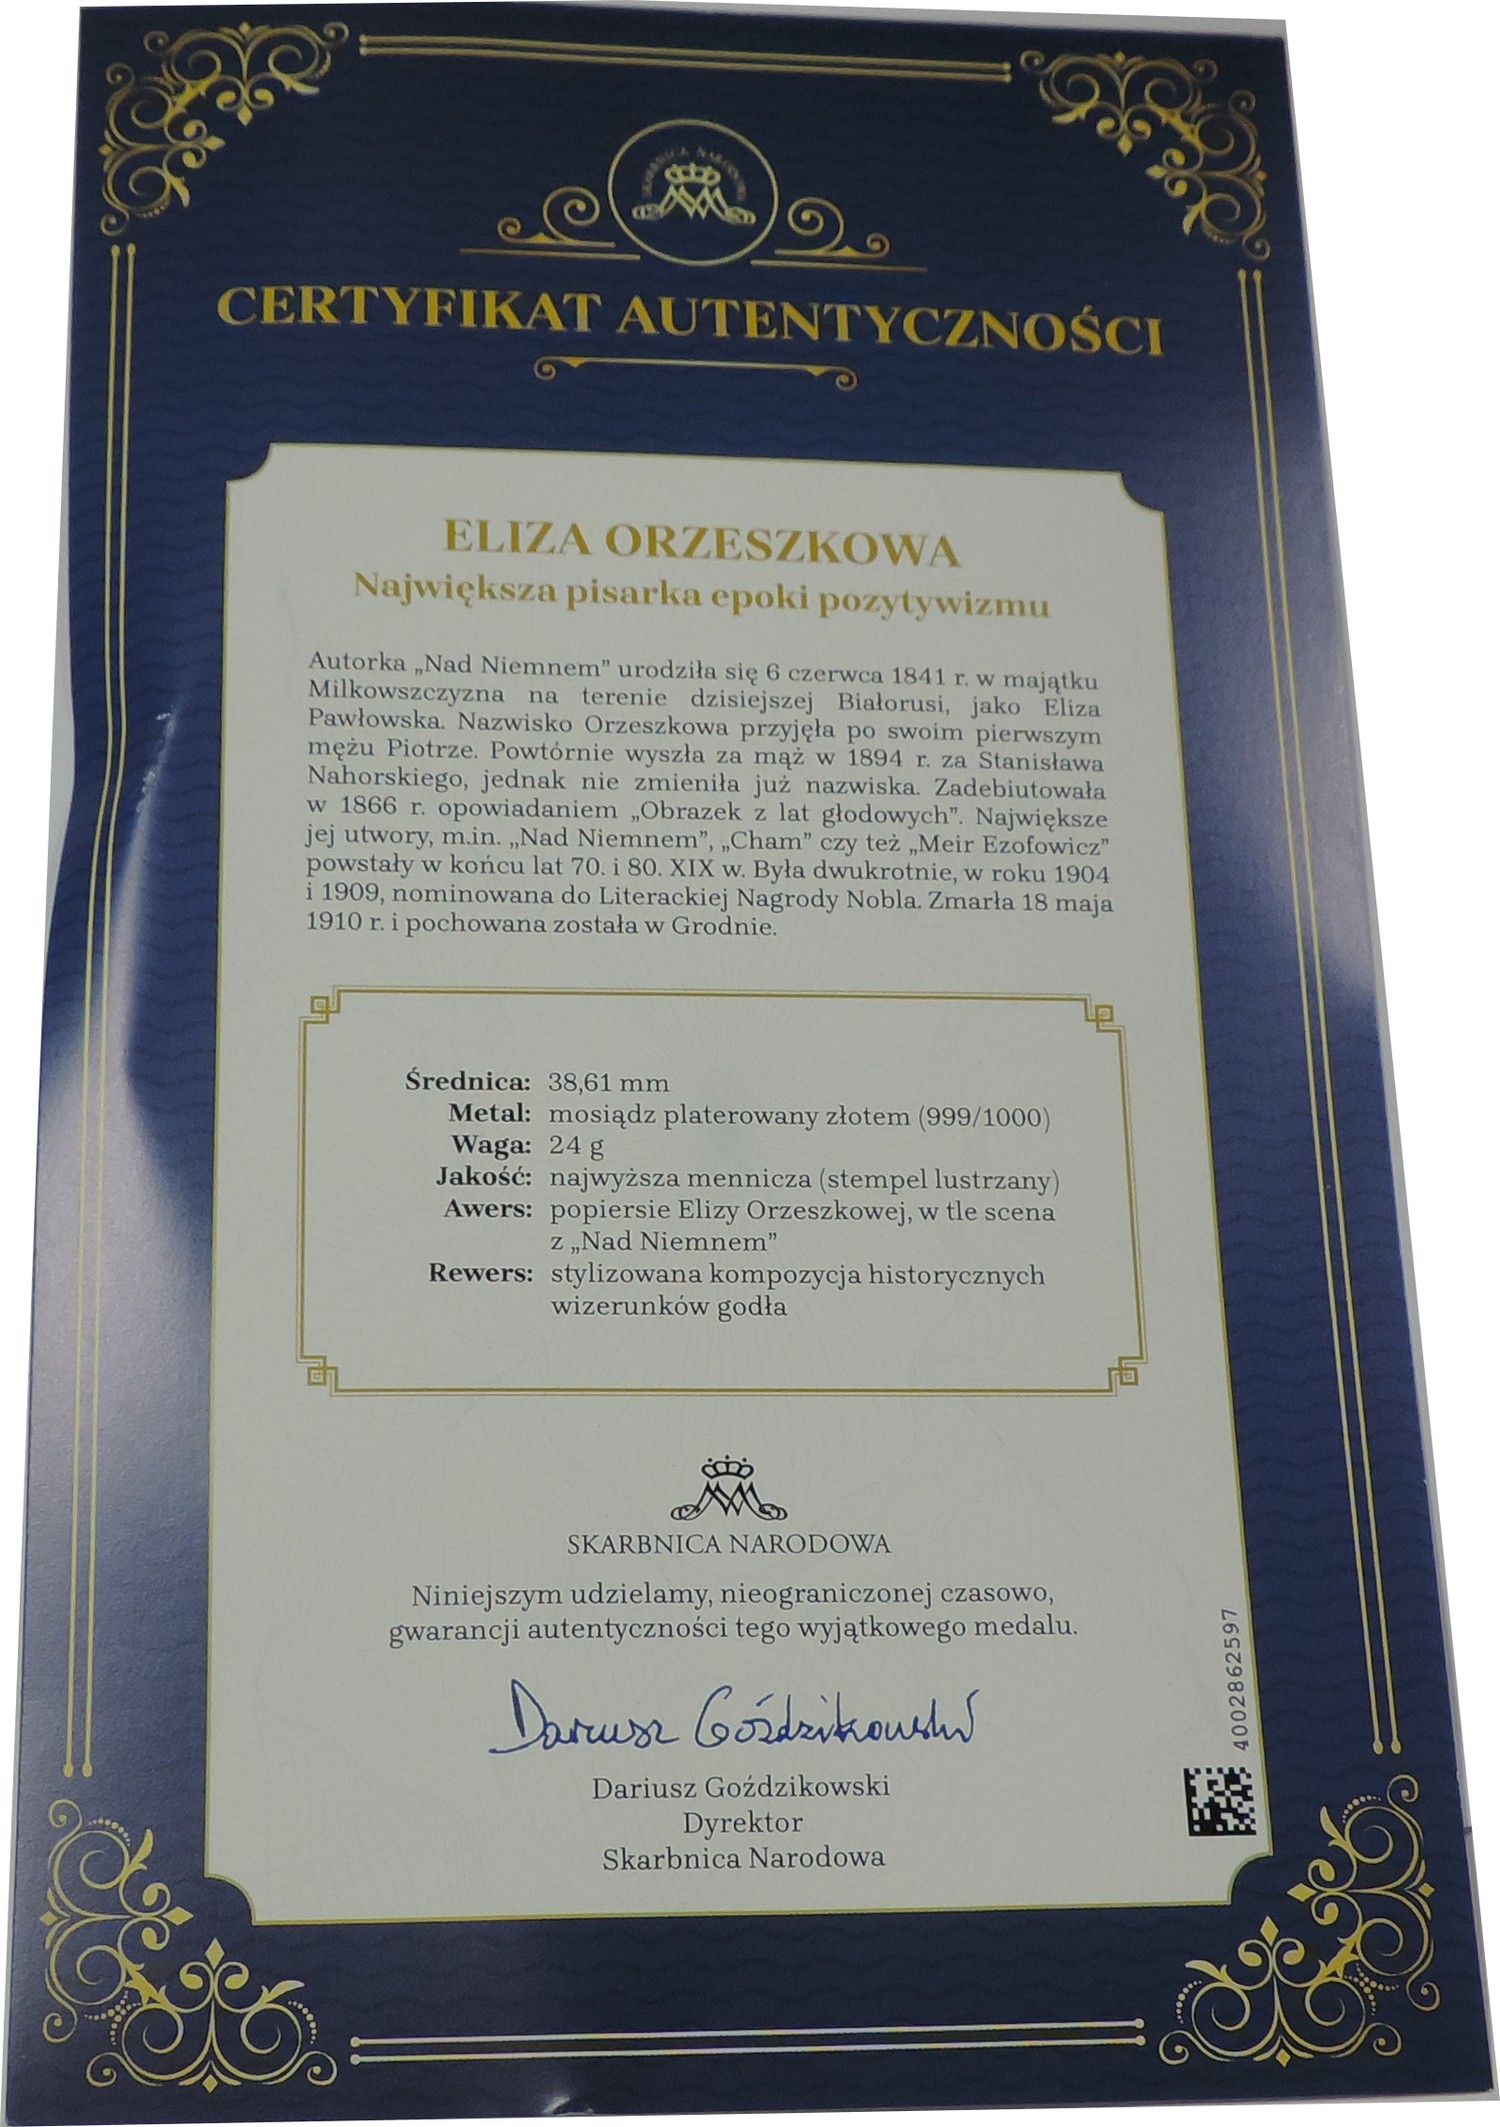 SKARBNICA NARODOWA
CERTYFIKAT AUTENTYCZNOŚCI
ELIZA ORZESZKOWA
Największa pisarka epoki pozytywizmu
Autorka „Nad Niemnem” urodziła się 6 czerwca 1841 r. w majątku
Milkowszczyzna na terenie dzisiejszej Białorusi, jako Eliza
Pawłowska. Nazwisko Orzeszkowa przyjęła po swoim pierwszym
mężu Piotrze. Powtórnie wyszła za mąż w 1894 r. za Stanisława
Nahorskiego, jednak nie zmieniła już nazwiska. Zadebiutowała
w 1866 r. opowiadaniem „Obrazek z lat głodowych”. Największe
jej utwory, m.in. „Nad Niemnem”, „Cham” czy też „Meir Ezofowicz”
powstały w końcu lat 70. i 80. XIX w. Była dwukrotnie, w roku 1904
i 1909, nominowana do Literackiej Nagrody Nobla. Zmarła 18 maja
1910 r. i pochowana została w Grodnie.
Średnica: 38,61 mm
Metal: mosiądz platerowany złotem (999/1000)
Waga: 24 g
Jakość: najwyższa mennicza (stempel lustrzany)
Awers: popiersie Elizy Orzeszkowej, w tle scena
z „Nad Niemnem”
Rewers: stylizowana kompozycja historycznych
wizerunków godła
SKARBNICA NARODOWA
Niniejszym udzielamy, nieograniczonej czasowo,
gwarancji autentyczności tego wyjątkowego medalu.
Dariusz Goździkowski
Dariusz Goździkowski
Dyrektor
Skarbnica Narodowa
4002862597